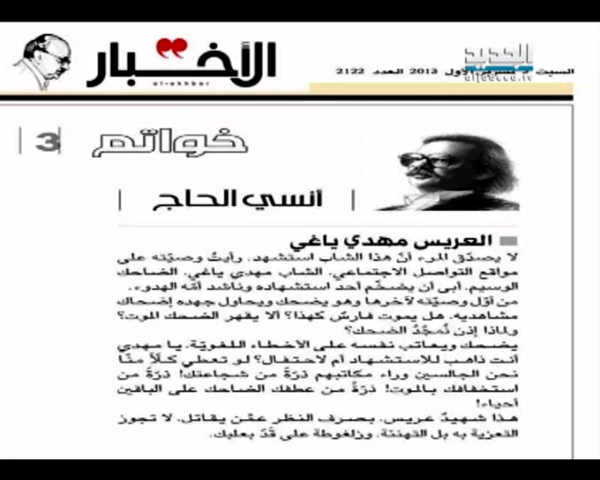 الأخبار
al-akhbar
السبت 5 تشرين الأول 2013 العدد 2122
الجديد
aljadeed.tv
خواتم
3
أنسي الحاج
العريس مهدي ياغي
لا يصدّق المرء أنّ هذا الشاب استشهد. رأيتُ وصيّته على
مواقع التواصل الاجتماعي. الشاب مهدي ياغي، الضاحك
الوسيم، أبى أن يضخّم أحد استشهاده وناشد أمّه الهدوء.
من أوّل وصيّته لآخرها وهو يضحك ويحاول جهده إضحاك
مشاهديه. هل يموت فارسٌ كهذا؟ ألا يقهر الضحكُ الموت؟
ولماذا إذن نُمجِّدُ الضحك؟
يضحك ويعاتب نفسه على الأخطاء اللغويّة. يا مهدي
أنت ذاهب للاستشهاد أم لاحتفال؟ لو تعطي كلاًّ منّا
نحن الجالسين وراء مكاتبهم ذرّةً من شجاعتك! ذرّةً من
استخفافك بالموت! ذرّةً من عطفك الضاحك على الباقين
أحياء!
هذا شهيدٌ عريس، بصرف النظر عمّن يقاتل. لا تجوز
التعزية به بل التهنئة، وزلغوطة على قدّ بعلبك.